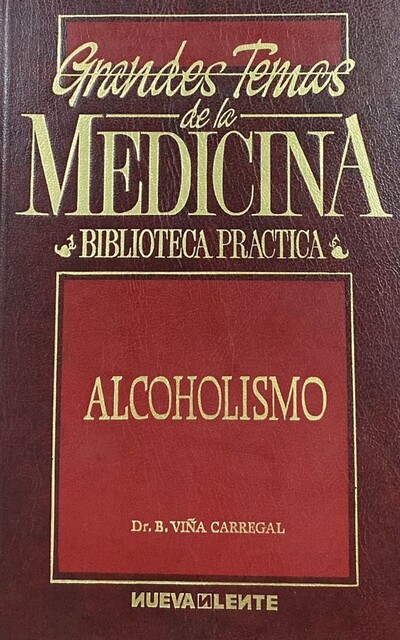 Grandes Temas
de la
MEDICINA
BIBLIOTECA PRACTICA
ALCOHOLISMO
Dr. B. VIÑA CARREGAL
NUEVA LENTE